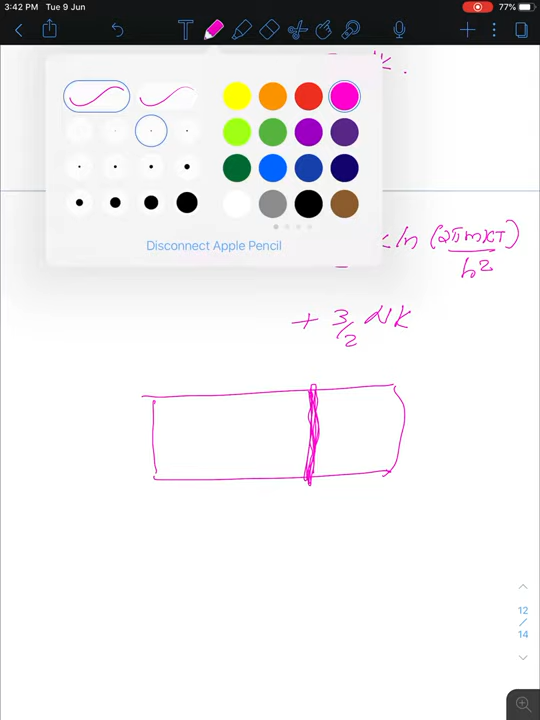 3:42 PM Tue 9 Jun
77%
Disconnect Apple Pencil
ln (2πmKT)
h²
+ 3/2 NK
12
/
14